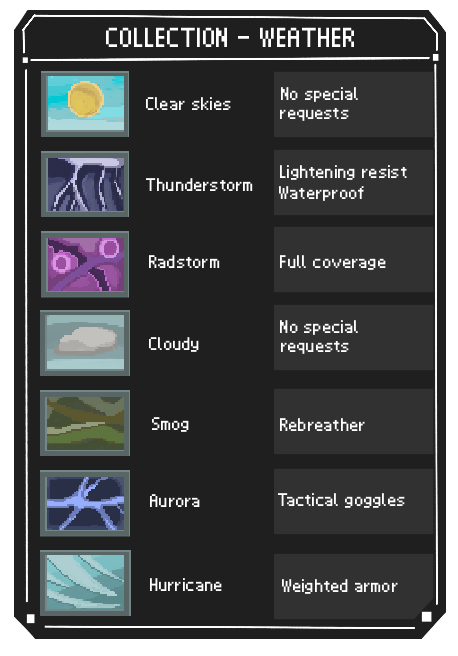 COLLECTION - WEATHER
Clear skies
No special
requests
Thunderstorm
Lightening resist
Waterproof
Radstorm
Full coverage
Cloudy
No special
requests
Smog
Rebreather
Aurora
Tactical goggles
Hurricane
Weighted armor